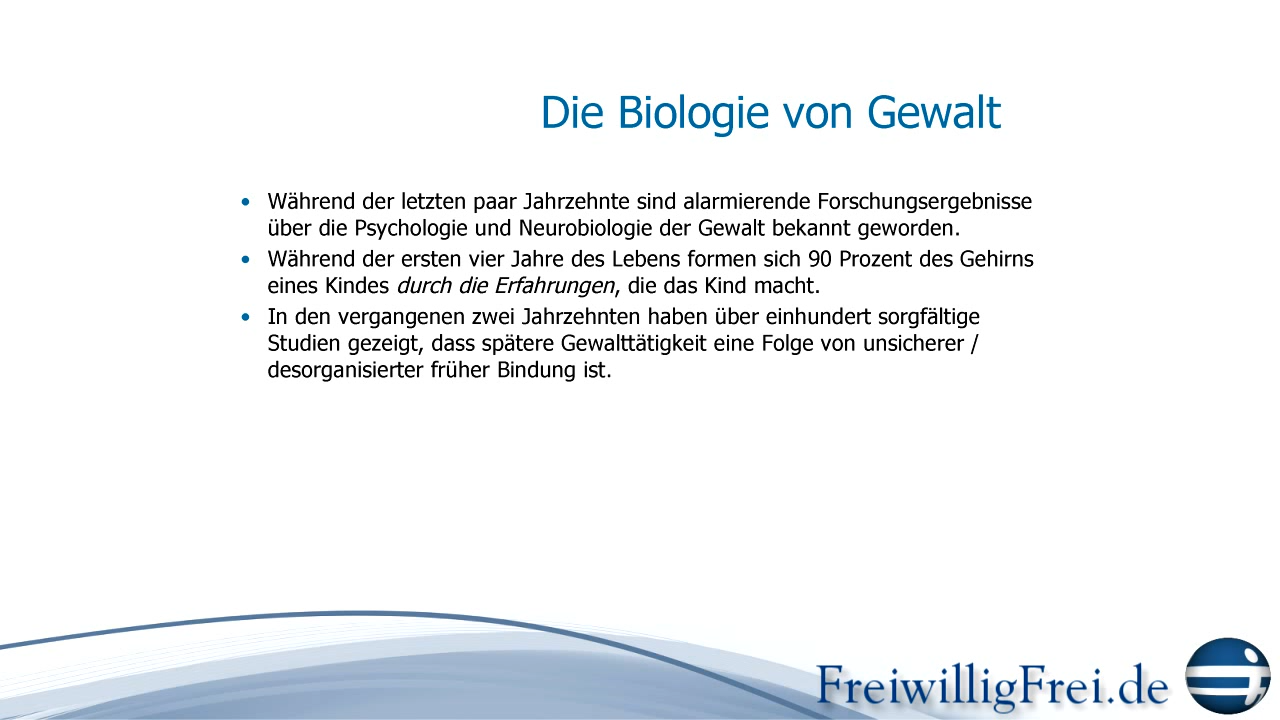 Die Biologie von Gewalt
• Während der letzten paar Jahrzehnte sind alarmierende Forschungsergebnisse
über die Psychologie und Neurobiologie der Gewalt bekannt geworden.
• Während der ersten vier Jahre des Lebens formen sich 90 Prozent des Gehirns
eines Kindes durch die Erfahrungen, die das Kind macht.
• In den vergangenen zwei Jahrzehnten haben über einhundert sorgfältige
Studien gezeigt, dass spätere Gewalttätigkeit eine Folge von unsicherer /
desorganisierter früher Bindung ist.
FreiwilligFrei.de